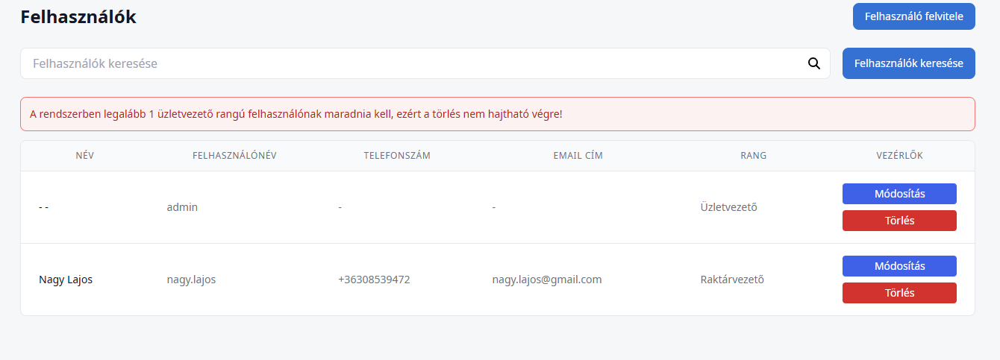 Felhasználók
Felhasználó felvitele
Felhasználók keresése
Felhasználók keresése
A rendszerben legalább 1 üzletvezető rangú felhasználónak maradnia kell, ezért a törlés nem hajtható végre!
NÉV FELHASZNÁLÓNÉV TELEFONSZÁM EMAIL CÍM RANG VEZÉRLŐK
- - admin - - Üzletvezető
Módosítás
Törlés
Nagy Lajos nagy.lajos +36308539472 nagy.lajos@gmail.com Raktárvezető
Módosítás
Törlés